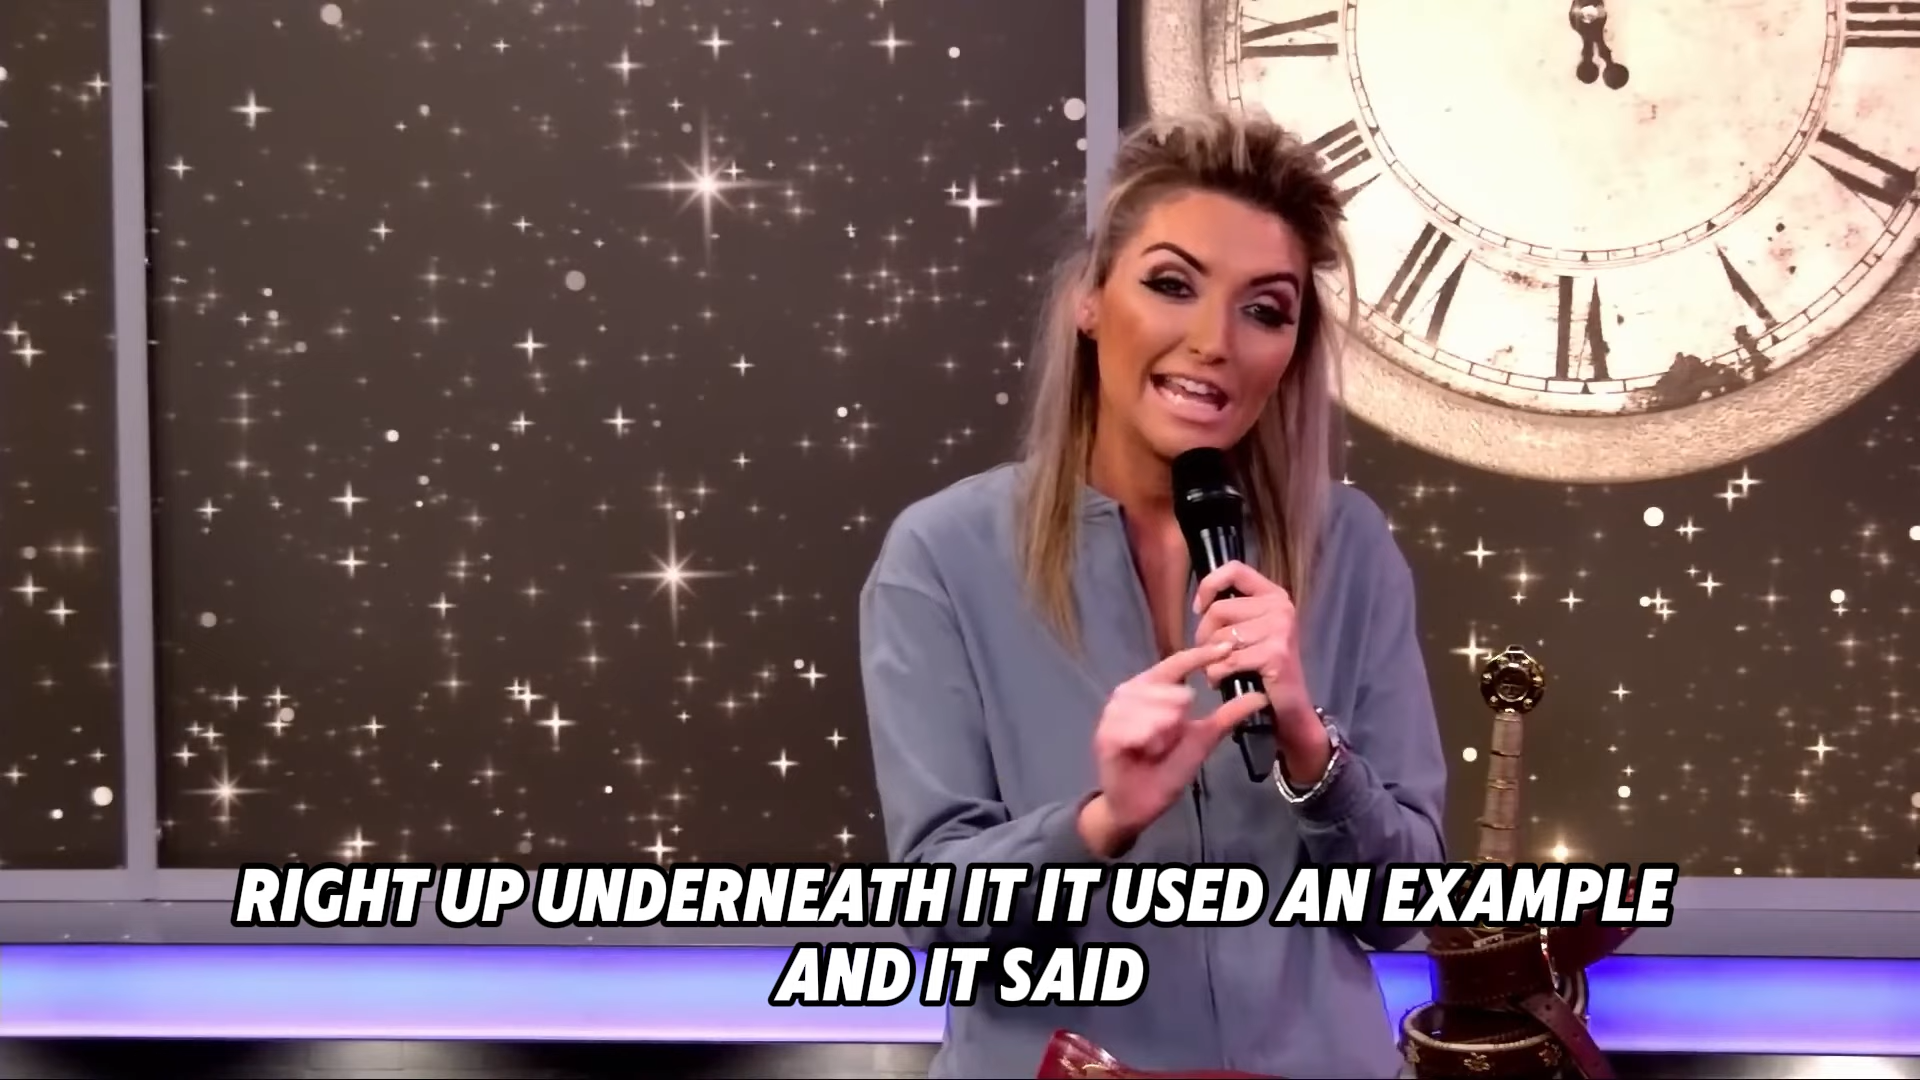 RIGHT UP UNDERNEATH IT IT USED AN EXAMPLE
AND IT SAID